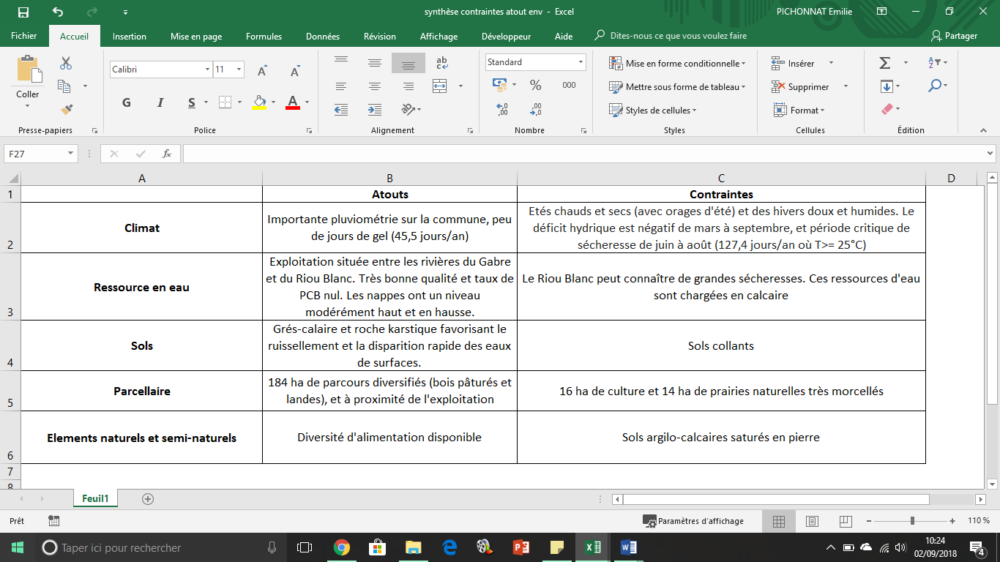 synthèse contraintes atout env - Excel
PICHONNAT Emilie
Fichier
Accueil
Insertion
Mise en page
Formules
Données
Révision
Affichage
Développeur
Aide
Dites-nous ce que vous voulez faire
Partager
Coller
Presse-papiers
Calibri
11
A
A
G
I
S
A
Police
ab
Alignement
Standard
%
000
Nombre
Mise en forme conditionnelle
Mettre sous forme de tableau
Styles de cellules
Styles
Insérer
Supprimer
Format
Cellules
Σ
Édition
F27
fx
A
B
C
D
1
Atouts
Contraintes
2
Climat
Importante pluviométrie sur la commune, peu
de jours de gel (45,5 jours/an)
Etés chauds et secs (avec orages d'été) et des hivers doux et humides. Le
déficit hydrique est négatif de mars à septembre, et période critique de
sécheresse de juin à août (127,4 jours/an où T>= 25°C)
3
Ressource en eau
Exploitation située entre les rivières du Gabre
et du Riou Blanc. Très bonne qualité et taux de
PCB nul. Les nappes ont un niveau
modérément haut et en hausse.
Le Riou Blanc peut connaître de grandes sécheresses. Ces ressources d'eau
sont chargées en calcaire
4
Sols
Grés-calaire et roche karstique favorisant le
ruissellement et la disparition rapide des eaux
de surfaces.
Sols collants
5
Parcellaire
184 ha de parcours diversifiés (bois pâturés et
landes), et à proximité de l'exploitation
16 ha de culture et 14 ha de prairies naturelles très morcellés
6
Elements naturels et semi-naturels
Diversité d'alimentation disponible
Sols argilo-calcaires saturés en pierre
7
8
Feuil1
Prêt
Paramètres d'affichage
110 %
Taper ici pour rechercher
10:24
02/09/2018
4